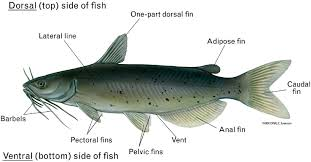 Dorsal (top) side of fish
One-part dorsal fin
Lateral line
Adipose fin
Caudal
fin
Barbels
Pectoral fins
Pelvic fins
Vent
Anal fin
Ventral (bottom) side of fish